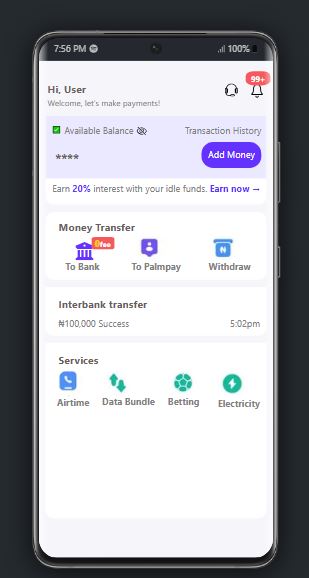 7:56 PM
100%
99+
Hi, User
Welcome, let's make payments!
Available Balance
Transaction History
****
Add Money
Earn 20% interest with your idle funds. Earn now →
Money Transfer
0fee
To Bank
To Palmpay
Withdraw
Interbank transfer
₦100,000 Success
5:02pm
Services
Airtime
Data Bundle
Betting
Electricity